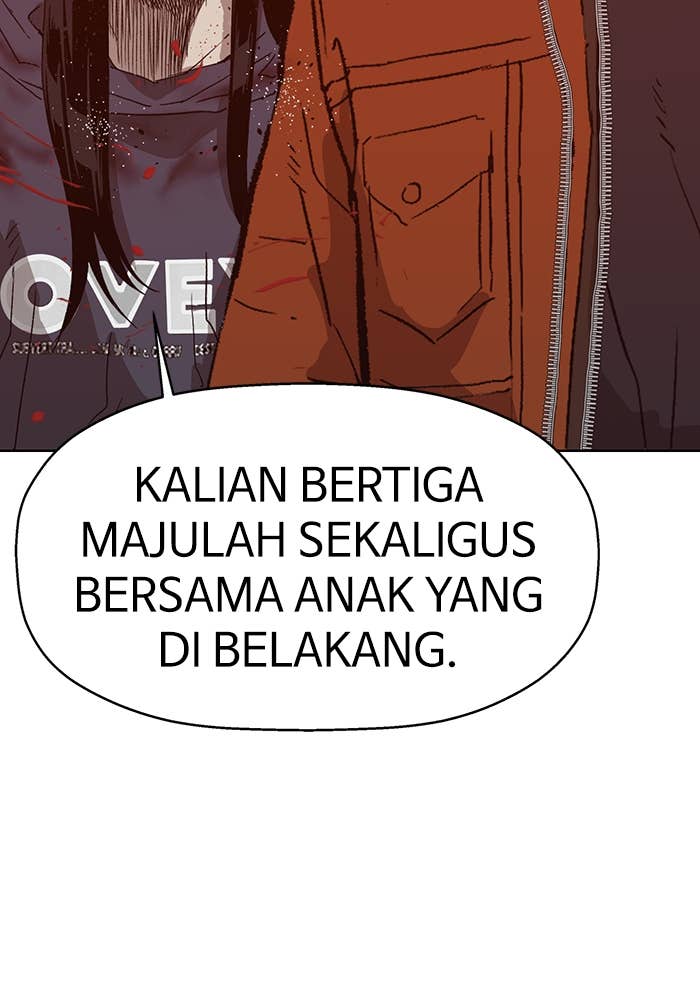 OVE
KALIAN BERTIGA
MAJULAH SEKALIGUS
BERSAMA ANAK YANG
DI BELAKANG.